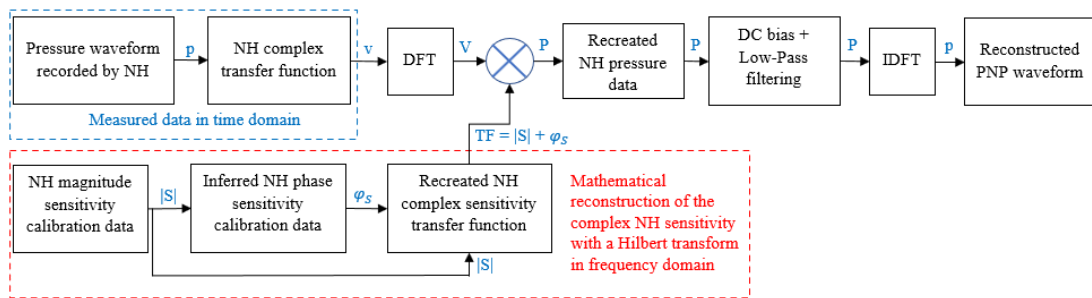 Pressure waveform
recorded by NH
p
NH complex
transfer function
v
DFT
V
P
Recreated
NH pressure
data
P
DC bias +
Low-Pass
filtering
P
IDFT
p
Reconstructed
PNP waveform
Measured data in time domain
TF = |S| + φS
NH magnitude
sensitivity
calibration data
|S|
Inferred NH phase
sensitivity
calibration data
φS
Recreated NH
complex sensitivity
transfer function
|S|
Mathematical
reconstruction of the
complex NH sensitivity
with a Hilbert transform
in frequency domain